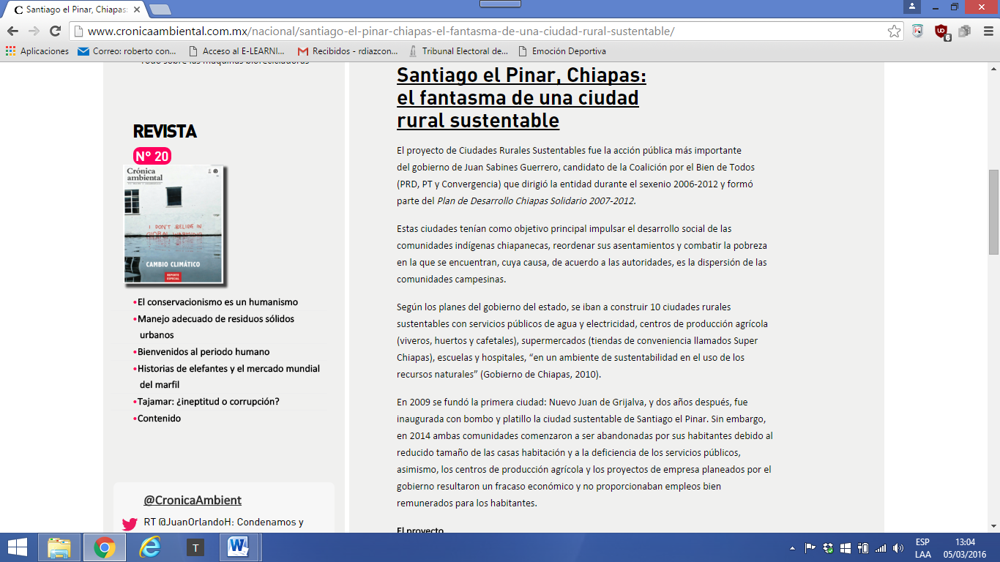 Santiago el Pinar, Chiapas:
www.cronicaambiental.com.mx/nacional/santiago-el-pinar-chiapas-el-fantasma-de-una-ciudad-rural-sustentable/
6
Aplicaciones
Correo: roberto con...
Acceso al E-LEARNI...
Recibidos - rdiazcon...
Tribunal Electoral de...
Emoción Deportiva
Todo sobre las máquinas biorecicladoras
REVISTA
N° 20
Crónica
ambiental
I DON'T BELIEVE IN
GLOBAL WARMING
CAMBIO CLIMÁTICO
REPORTE
ESPECIAL
•El conservacionismo es un humanismo
•Manejo adecuado de residuos sólidos
urbanos
•Bienvenidos al periodo humano
•Historias de elefantes y el mercado mundial
del marfil
•Tajamar: ¿ineptitud o corrupción?
•Contenido
@CronicaAmbient
RT @JuanOrlandoH: Condenamos y
Santiago el Pinar, Chiapas:
el fantasma de una ciudad
rural sustentable
El proyecto de Ciudades Rurales Sustentables fue la acción pública más importante
del gobierno de Juan Sabines Guerrero, candidato de la Coalición por el Bien de Todos
(PRD, PT y Convergencia) que dirigió la entidad durante el sexenio 2006-2012 y formó
parte del Plan de Desarrollo Chiapas Solidario 2007-2012.
Estas ciudades tenían como objetivo principal impulsar el desarrollo social de las
comunidades indígenas chiapanecas, reordenar sus asentamientos y combatir la pobreza
en la que se encuentran, cuya causa, de acuerdo a las autoridades, es la dispersión de las
comunidades campesinas.
Según los planes del gobierno del estado, se iban a construir 10 ciudades rurales
sustentables con servicios públicos de agua y electricidad, centros de producción agrícola
(viveros, huertos y cafetales), supermercados (tiendas de conveniencia llamados Super
Chiapas), escuelas y hospitales, “en un ambiente de sustentabilidad en el uso de los
recursos naturales” (Gobierno de Chiapas, 2010).
En 2009 se fundó la primera ciudad: Nuevo Juan de Grijalva, y dos años después, fue
inaugurada con bombo y platillo la ciudad sustentable de Santiago el Pinar. Sin embargo,
en 2014 ambas comunidades comenzaron a ser abandonadas por sus habitantes debido al
reducido tamaño de las casas habitación y a la deficiencia de los servicios públicos,
asimismo, los centros de producción agrícola y los proyectos de empresa planeados por el
gobierno resultaron un fracaso económico y no proporcionaban empleos bien
remunerados para los habitantes.
El proyecto
T
ESP
LAA
13:04
05/03/2016